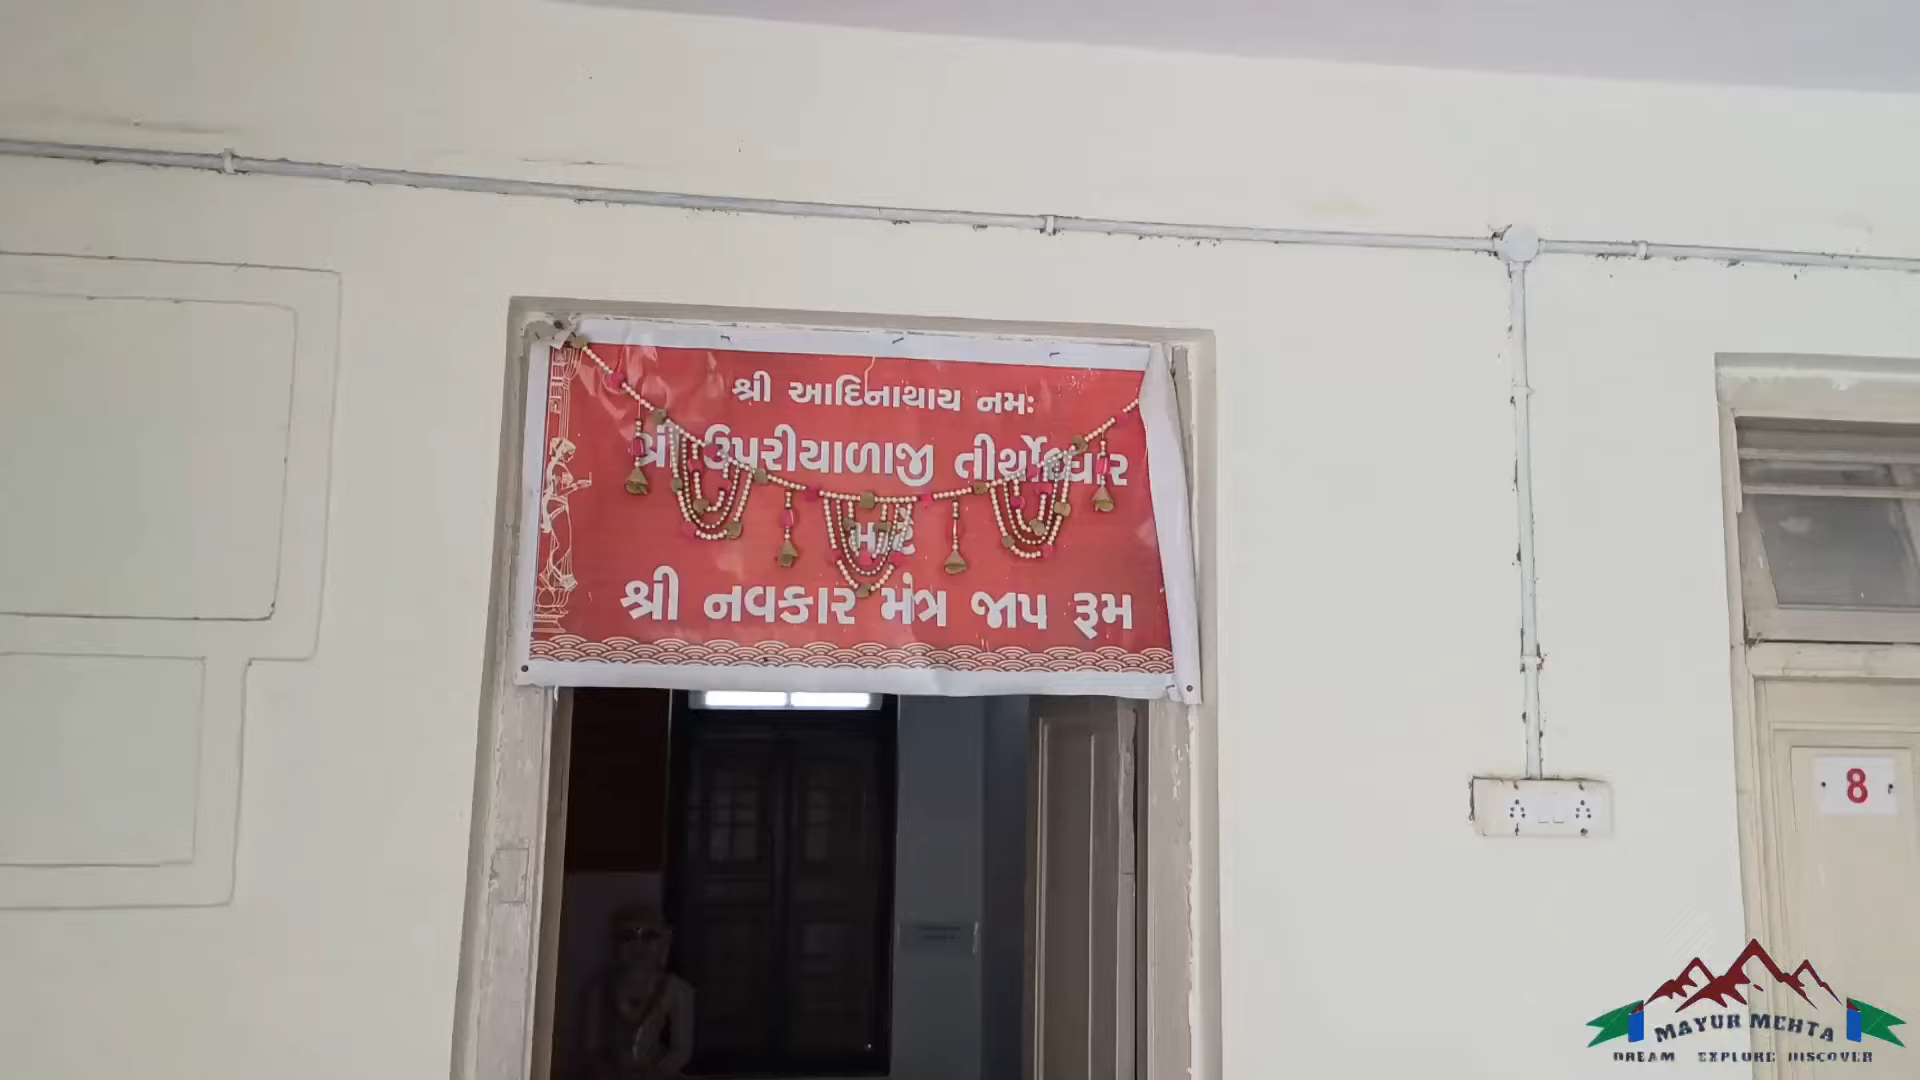 શ્રી આદિનાથાય નમઃ
શ્રી ઉપરીયાળાજી તીર્થોધ્ધાર
માટે
શ્રી નવકાર મંત્ર જાપ રૂમ
8
MAYUR MEHTA
DREAM EXPLORE DISCOVER